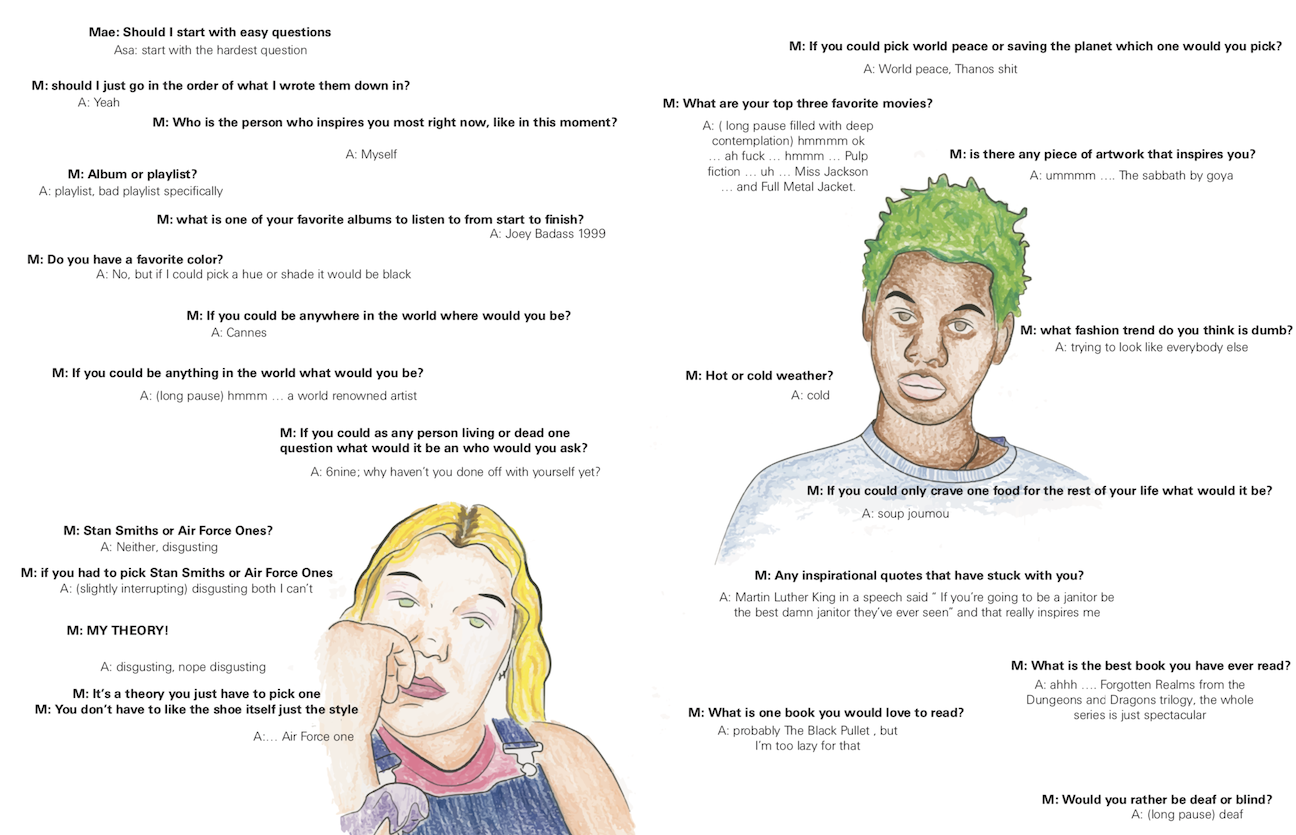 Mae: Should I start with easy questions
Asa: start with the hardest question
M: should I just go in the order of what I wrote them down in?
A: Yeah
M: Who is the person who inspires you most right now, like in this moment?
A: Myself
M: Album or playlist?
A: playlist, bad playlist specifically
M: what is one of your favorite albums to listen to from start to finish?
A: Joey Badass 1999
M: Do you have a favorite color?
A: No, but if I could pick a hue or shade it would be black
M: If you could be anywhere in the world where would you be?
A: Cannes
M: If you could be anything in the world what would you be?
A: (long pause) hmmm … a world renowned artist
M: If you could as any person living or dead one
question what would it be an who would you ask?
A: 6nine; why haven't you done off with yourself yet?
M: Stan Smiths or Air Force Ones?
A: Neither, disgusting
M: if you had to pick Stan Smiths or Air Force Ones
A: (slightly interrupting) disgusting both I can't
M: MY THEORY!
A: disgusting, nope disgusting
M: It's a theory you just have to pick one
M: You don't have to like the shoe itself just the style
A:… Air Force one
M: If you could pick world peace or saving the planet which one would you pick?
A: World peace, Thanos shit
M: What are your top three favorite movies?
A: ( long pause filled with deep
contemplation) hmmmm ok
… ah fuck … hmmm … Pulp
fiction … uh … Miss Jackson
… and Full Metal Jacket.
M: is there any piece of artwork that inspires you?
A: ummmm …. The sabbath by goya
M: what fashion trend do you think is dumb?
A: trying to look like everybody else
M: Hot or cold weather?
A: cold
M: If you could only crave one food for the rest of your life what would it be?
A: soup joumou
M: Any inspirational quotes that have stuck with you?
A: Martin Luther King in a speech said " If you're going to be a janitor be
the best damn janitor they've ever seen" and that really inspires me
M: What is the best book you have ever read?
A: ahhh …. Forgotten Realms from the
Dungeons and Dragons trilogy, the whole
series is just spectacular
M: What is one book you would love to read?
A: probably The Black Pullet , but
I'm too lazy for that
M: Would you rather be deaf or blind?
A: (long pause) deaf